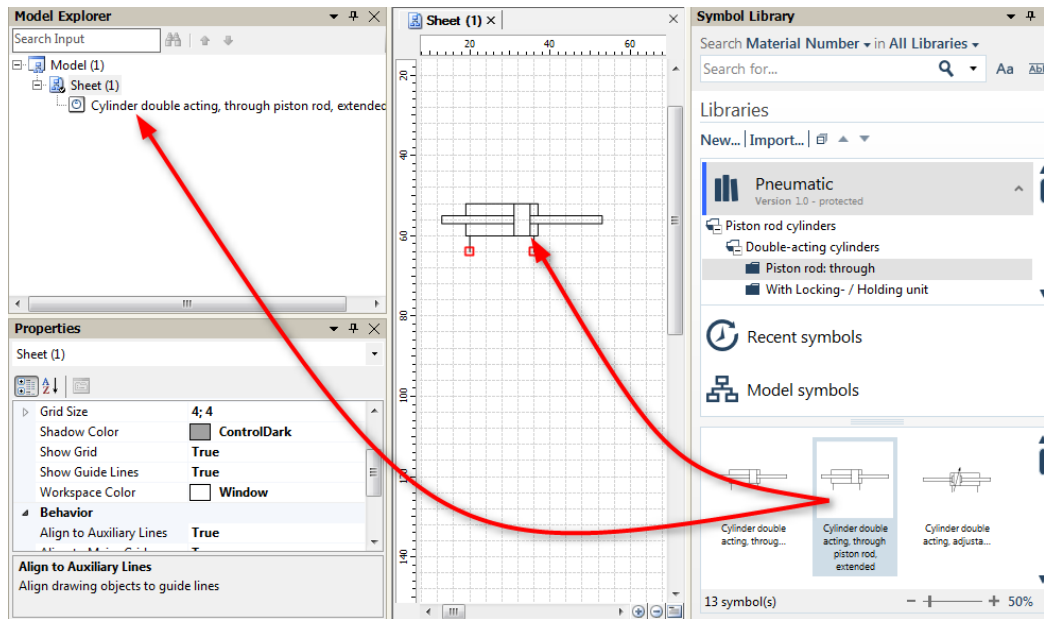 Model Explorer
Search Input
Model (1)
Sheet (1)
Cylinder double acting, through piston rod, extended
Properties
Sheet (1)
Grid Size 4; 4
Shadow Color ControlDark
Show Grid True
Show Guide Lines True
Workspace Color Window
Behavior
Align to Auxiliary Lines True
Align to Auxiliary Lines
Align drawing objects to guide lines
Sheet (1)
20 40 60
20
40
60
80
100
120
140
Symbol Library
Search Material Number in All Libraries
Search for... Aa Abl
Libraries
New... Import...
Pneumatic
Version 1.0 - protected
Piston rod cylinders
Double-acting cylinders
Piston rod: through
With Locking- / Holding unit
Recent symbols
Model symbols
Cylinder double
acting, throug...
Cylinder double
acting, through
piston rod,
extended
Cylinder double
acting, adjusta...
13 symbol(s) 50%